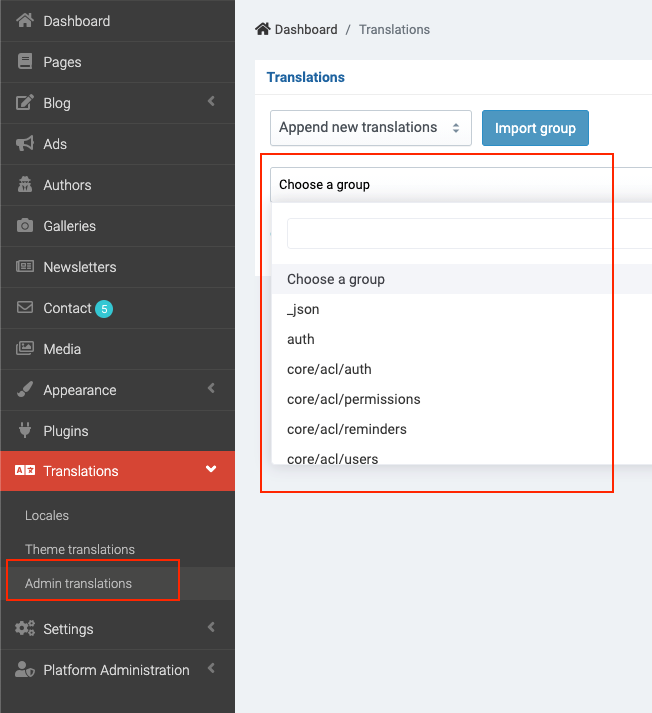 Dashboard
Pages
Blog
Ads
Authors
Galleries
Newsletters
Contact 5
Media
Appearance
Plugins
Translations
Locales
Theme translations
Admin translations
Settings
Platform Administration
Dashboard / Translations
Translations
Append new translations
Import group
Choose a group
Choose a group
_json
auth
core/acl/auth
core/acl/permissions
core/acl/reminders
core/acl/users